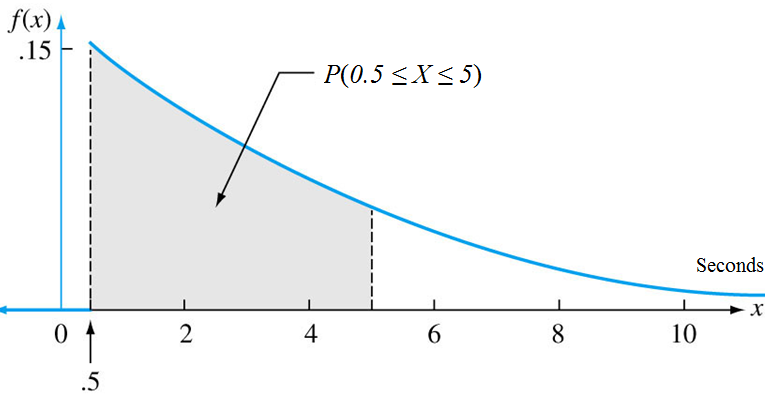 f(x)
.15
P(0.5 ≤ X ≤ 5)
Seconds
x
0 2 4 6 8 10
.5